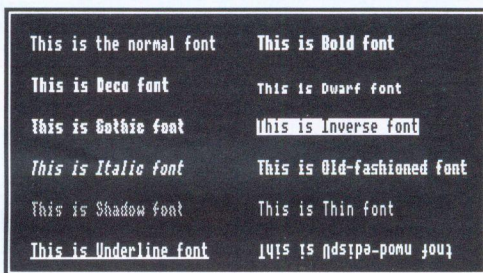 This is the normal font
This is Bold font
This is Deco font
This is Dwarf font
This is Gothic font
This is Inverse font
This is Italic font
This is Old-fashioned font
This is Shadow font
This is Thin font
This is Underline font
This is Upside-down font